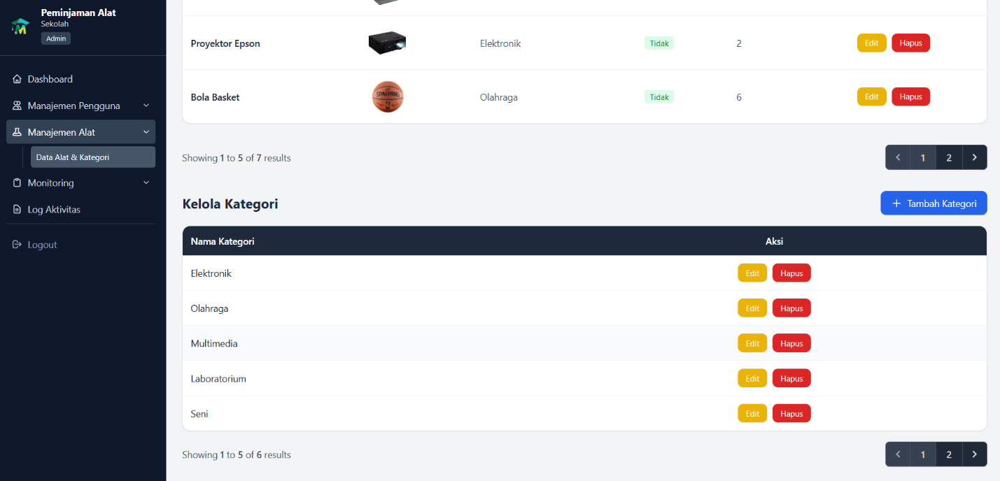 Peminjaman Alat
Sekolah
Admin
Dashboard
Manajemen Pengguna
Manajemen Alat
Data Alat & Kategori
Monitoring
Log Aktivitas
Logout
Proyektor Epson Elektronik Tidak 2 Edit Hapus
Bola Basket SPALDING Olahraga Tidak 6 Edit Hapus
Showing 1 to 5 of 7 results 1 2
Kelola Kategori + Tambah Kategori
Nama Kategori Aksi
Elektronik Edit Hapus
Olahraga Edit Hapus
Multimedia Edit Hapus
Laboratorium Edit Hapus
Seni Edit Hapus
Showing 1 to 5 of 6 results 1 2